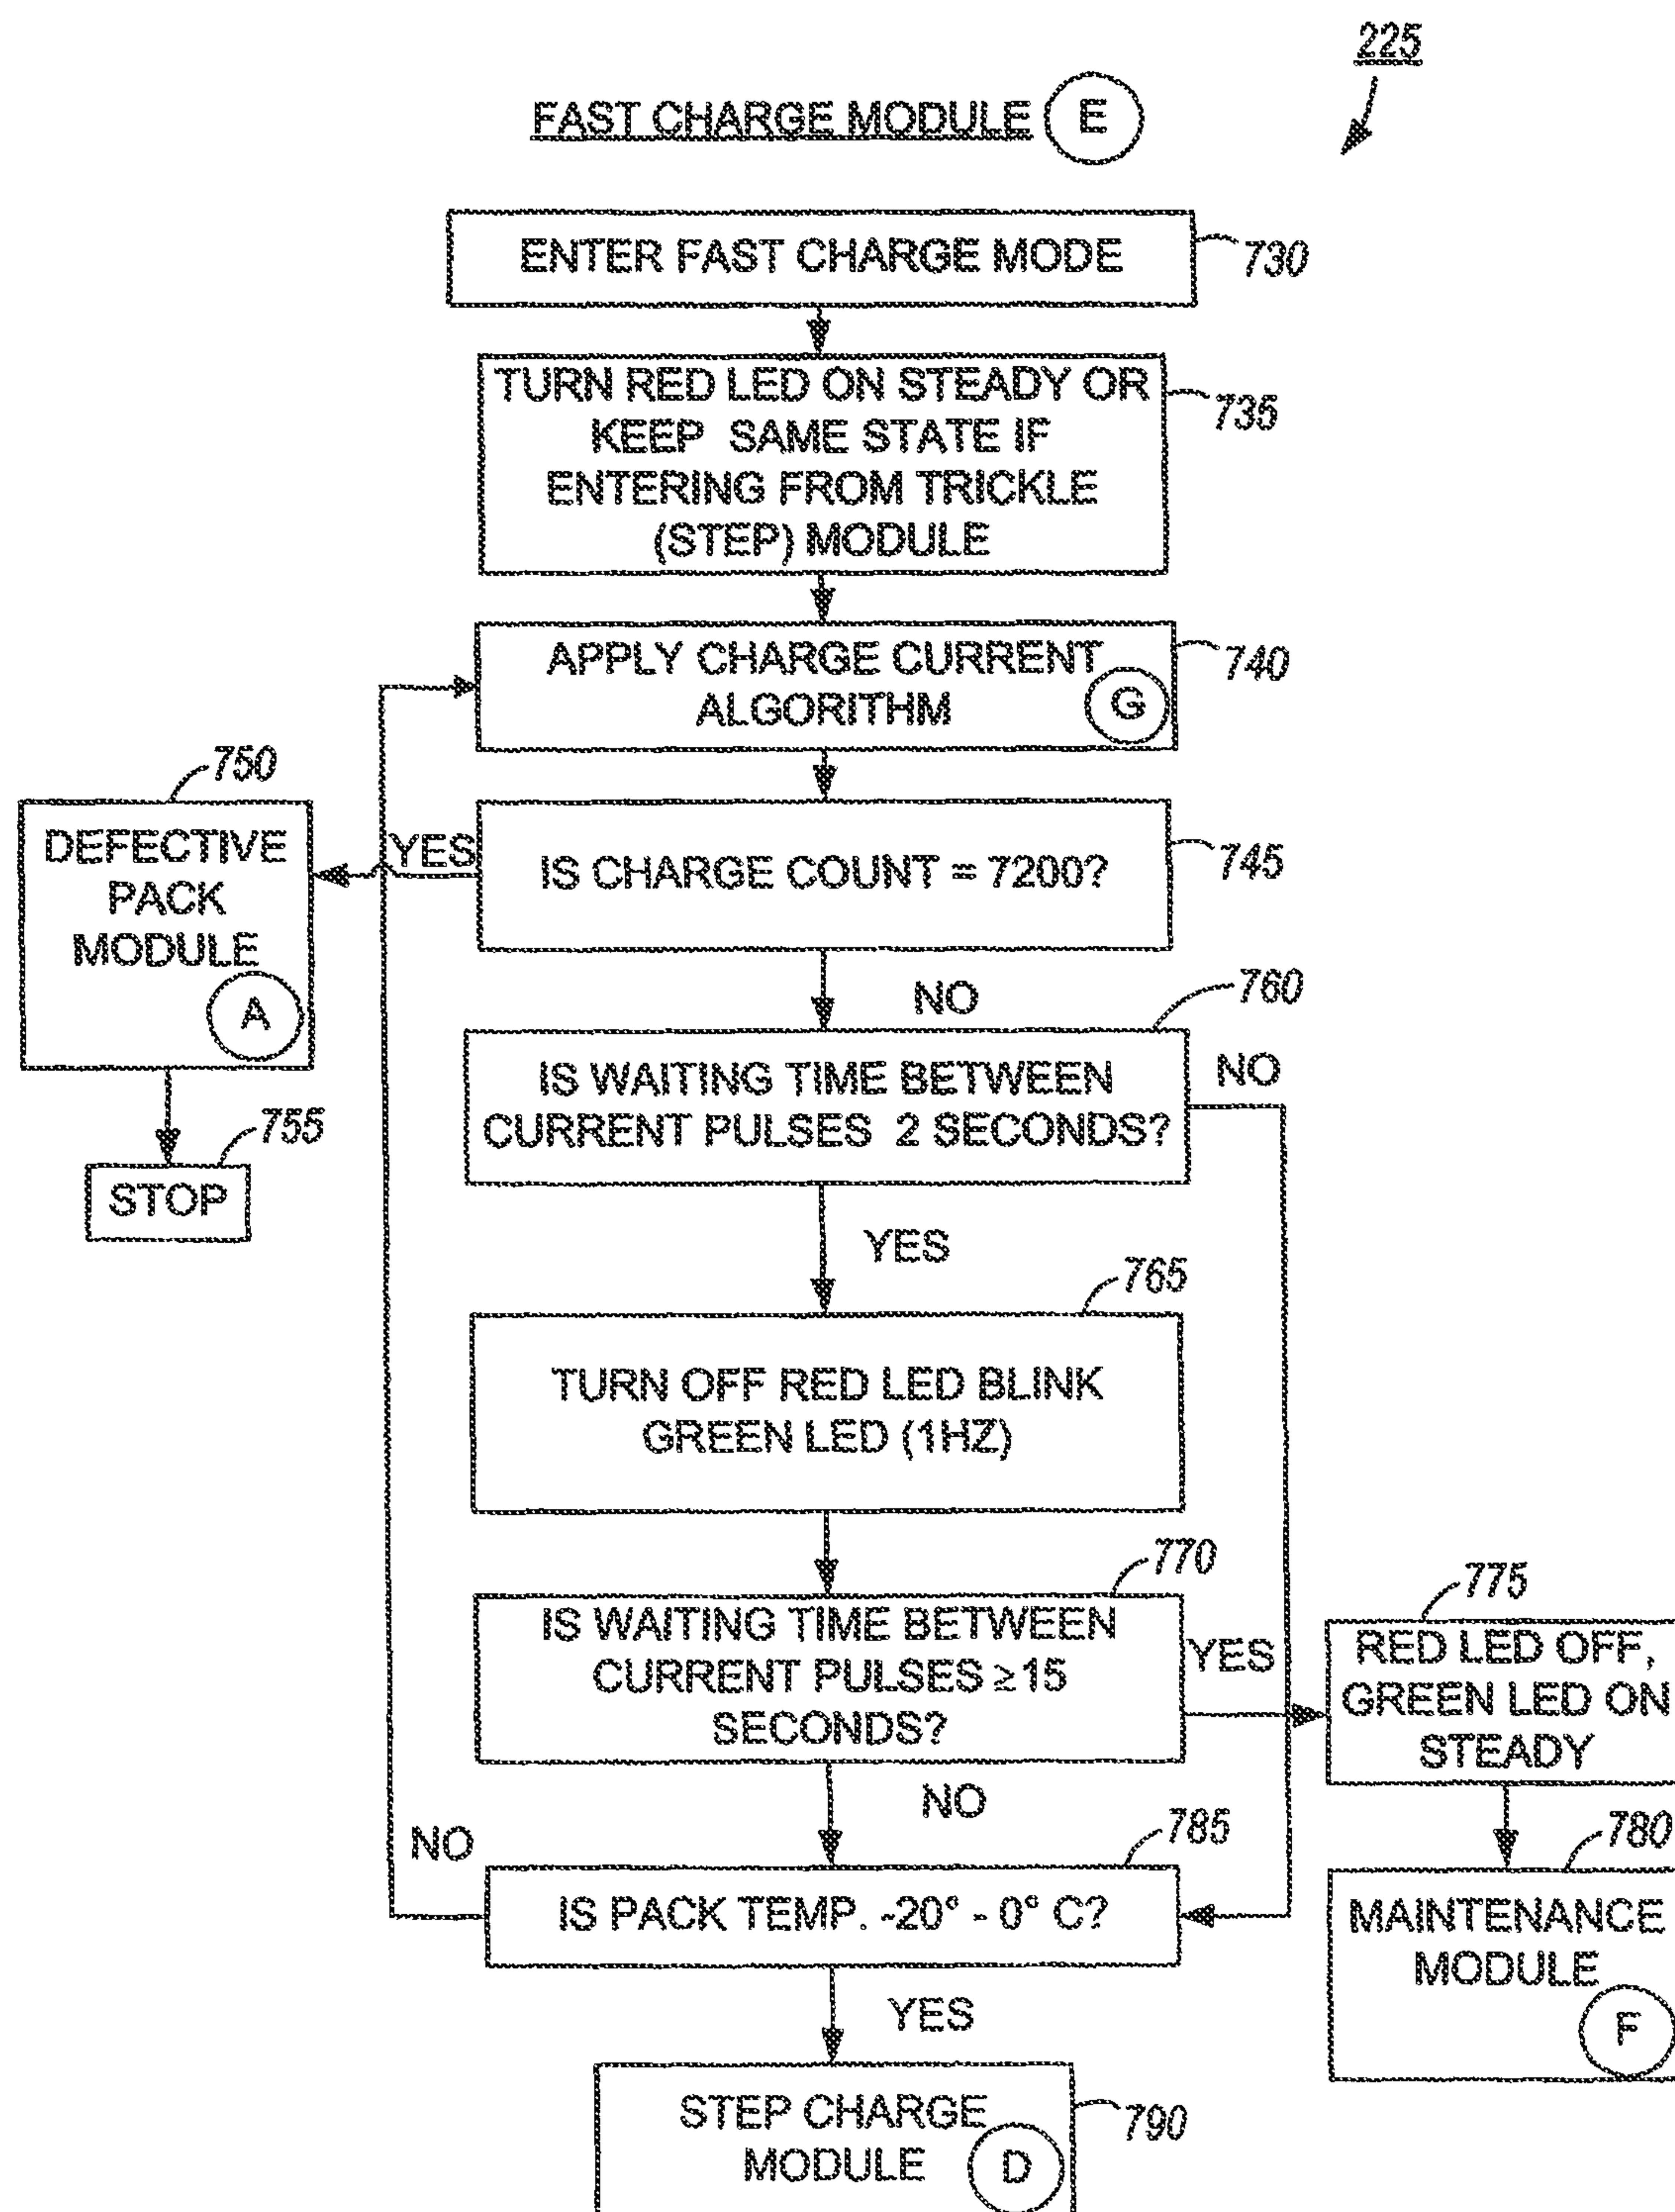 225
FAST CHARGE MODULE E
ENTER FAST CHARGE MODE
730
TURN RED LED ON STEADY OR
KEEP SAME STATE IF
ENTERING FROM TRICKLE
(STEP) MODULE
735
APPLY CHARGE CURRENT
ALGORITHM
G
740
750
DEFECTIVE
PACK
MODULE
A
YES
IS CHARGE COUNT = 7200?
745
755
STOP
NO
760
IS WAITING TIME BETWEEN
CURRENT PULSES 2 SECONDS?
NO
YES
765
TURN OFF RED LED BLINK
GREEN LED (1HZ)
770
IS WAITING TIME BETWEEN
CURRENT PULSES ≥ 15
SECONDS?
YES
775
RED LED OFF,
GREEN LED ON
STEADY
NO
780
MAINTENANCE
MODULE
F
785
NO
IS PACK TEMP. -20° - 0° C?
YES
STEP CHARGE
MODULE
D
790